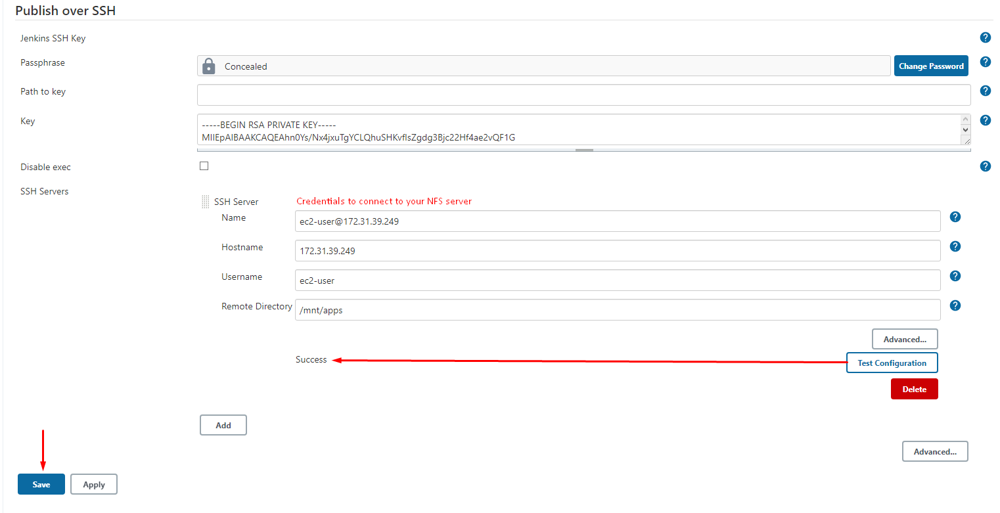 Publish over SSH
Jenkins SSH Key
Passphrase
Concealed
Change Password
Path to key
Key
-----BEGIN RSA PRIVATE KEY-----
MIIEpAIBAAKCAQEAhn0Ys/Nx4jxuTgYCLQhuSHKvflsZgdg3Bjc22Hf4ae2vQF1G
Disable exec
SSH Servers
SSH Server
Credentials to connect to your NFS server
Name
ec2-user@172.31.39.249
Hostname
172.31.39.249
Username
ec2-user
Remote Directory
/mnt/apps
Advanced...
Success
Test Configuration
Delete
Add
Advanced...
Save
Apply